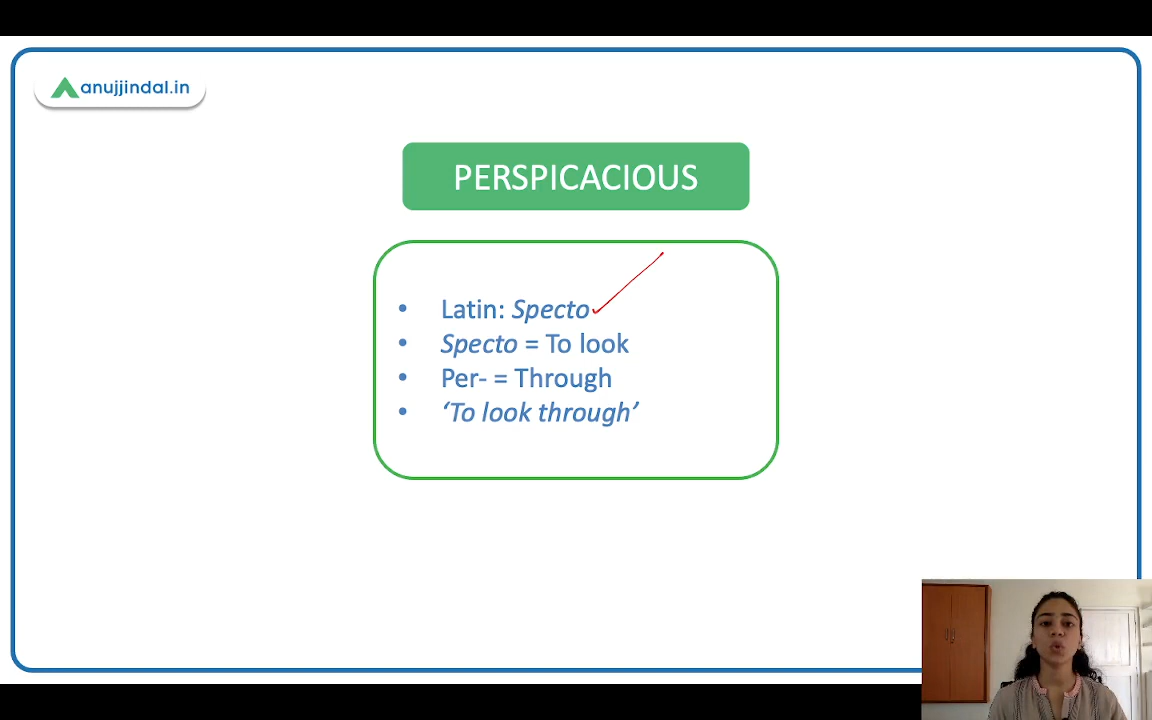 anujjindal.in
PERSPICACIOUS
• Latin: Specto
• Specto = To look
• Per- = Through
• ‘To look through’